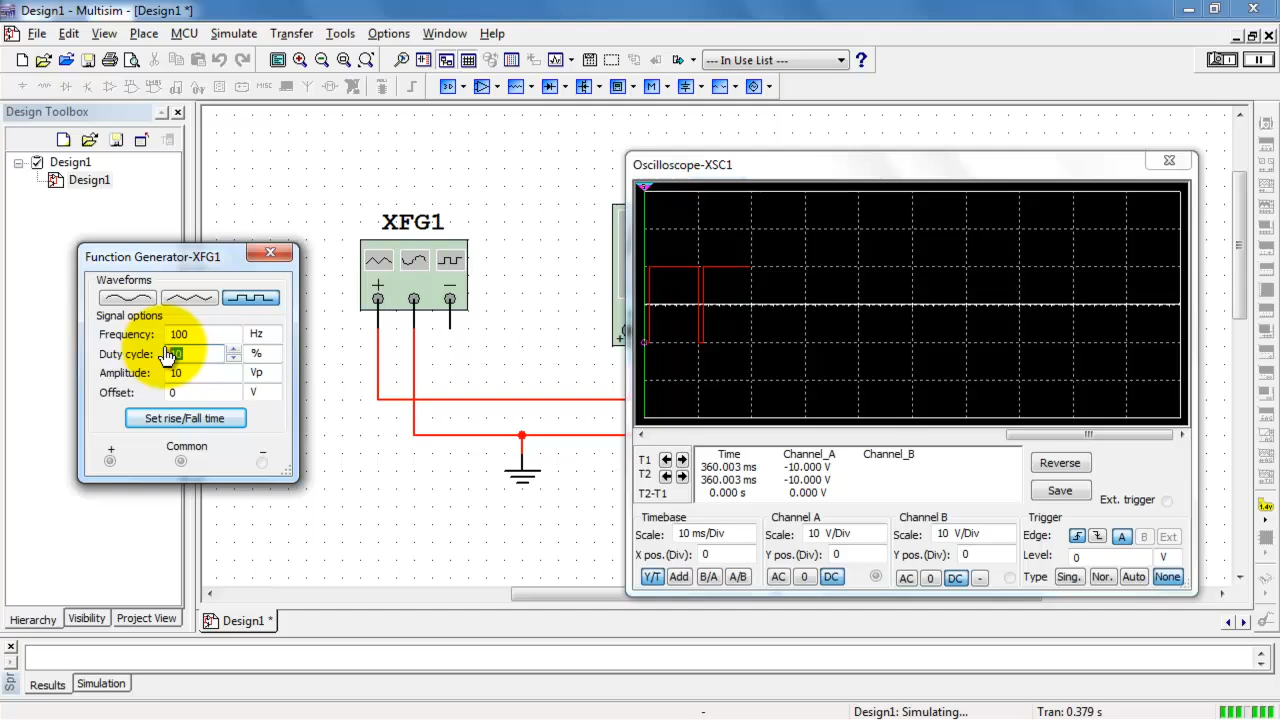 Design1 - Multisim - [Design1 *]
File Edit View Place MCU Simulate Transfer Tools Options Window Help
--- In Use List ---
Design Toolbox
Design1
Design1
XFG1
Function Generator-XFG1
Waveforms
Signal options
Frequency: 100 Hz
Duty cycle: %
Amplitude: 10 Vp
Offset: 0 V
Set rise/Fall time
+ Common −
Oscilloscope-XSC1
Time Channel_A Channel_B
T1 360.003 ms -10.000 V
T2 360.003 ms -10.000 V
T2-T1 0.000 s 0.000 V
Reverse
Save
Ext. trigger
Timebase Channel A Channel B Trigger
Scale: 10 ms/Div Scale: 10 V/Div Scale: 10 V/Div Edge: A B Ext
X pos.(Div): 0 Y pos.(Div): 0 Y pos.(Div): 0 Level: 0 V
Y/T Add B/A A/B AC 0 DC AC 0 DC - Type Sing. Nor. Auto None
Hierarchy Visibility Project View
Design1 *
Spr
Results Simulation
- Design1: Simulating... Tran: 0.379 s